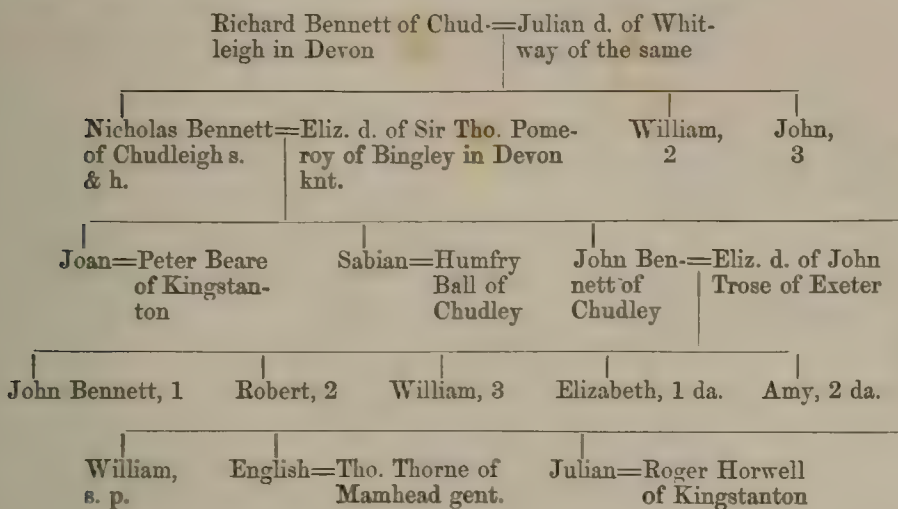 Richard Bennett of Chud-=Julian d. of Whit-
leigh in Devon way of the same
Nicholas Bennett=Eliz. d. of Sir Tho. Pome- William, John,
of Chudleigh s. roy of Bingley in Devon 2 3
& h. knt.
Joan=Peter Beare Sabian=Humfry John Ben-=Eliz. d. of John
of Kingstan- Ball of nett of Trose of Exeter
ton Chudley Chudley
John Bennett, 1 Robert, 2 William, 3 Elizabeth, 1 da. Amy, 2 da.
William, English=Tho. Thorne of Julian=Roger Horwell
s. p. Mamhead gent. of Kingstanton